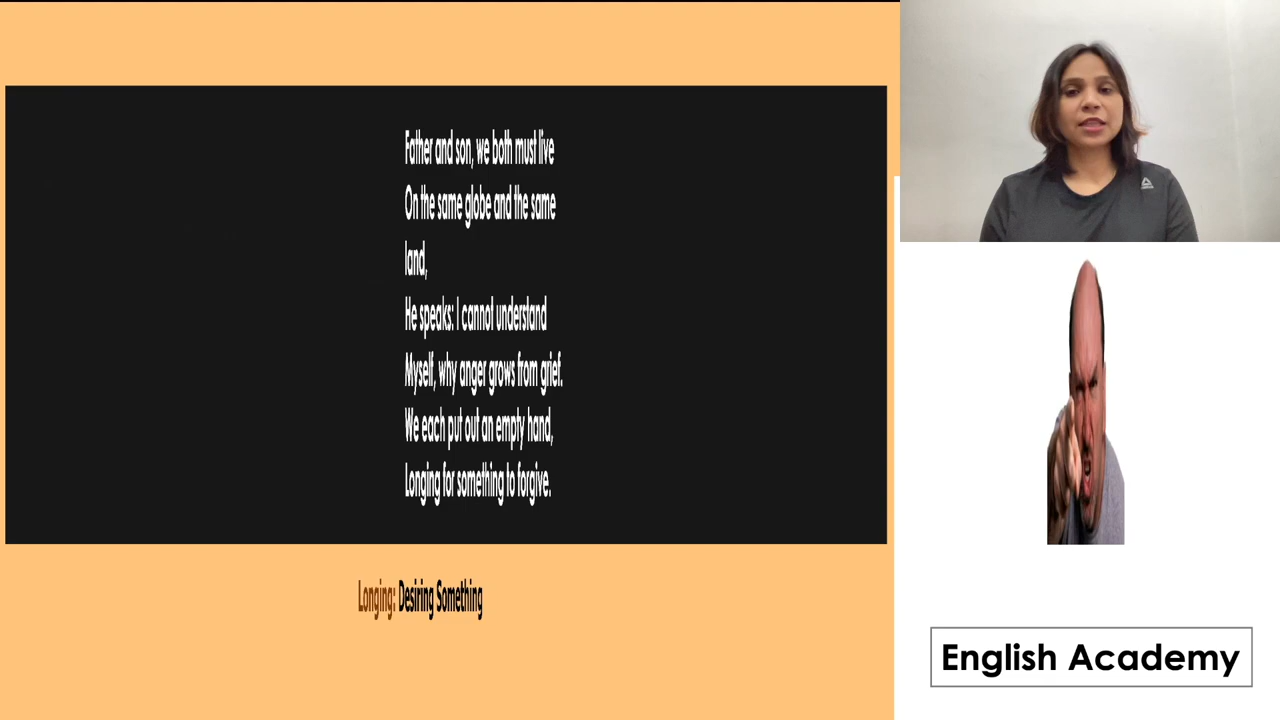 Father and son, we both must live
On the same globe and the same
land,
He speaks: I cannot understand
Myself, why anger grows from grief.
We each put out an empty hand,
Longing for something to forgive.
Longing: Desiring Something
English Academy